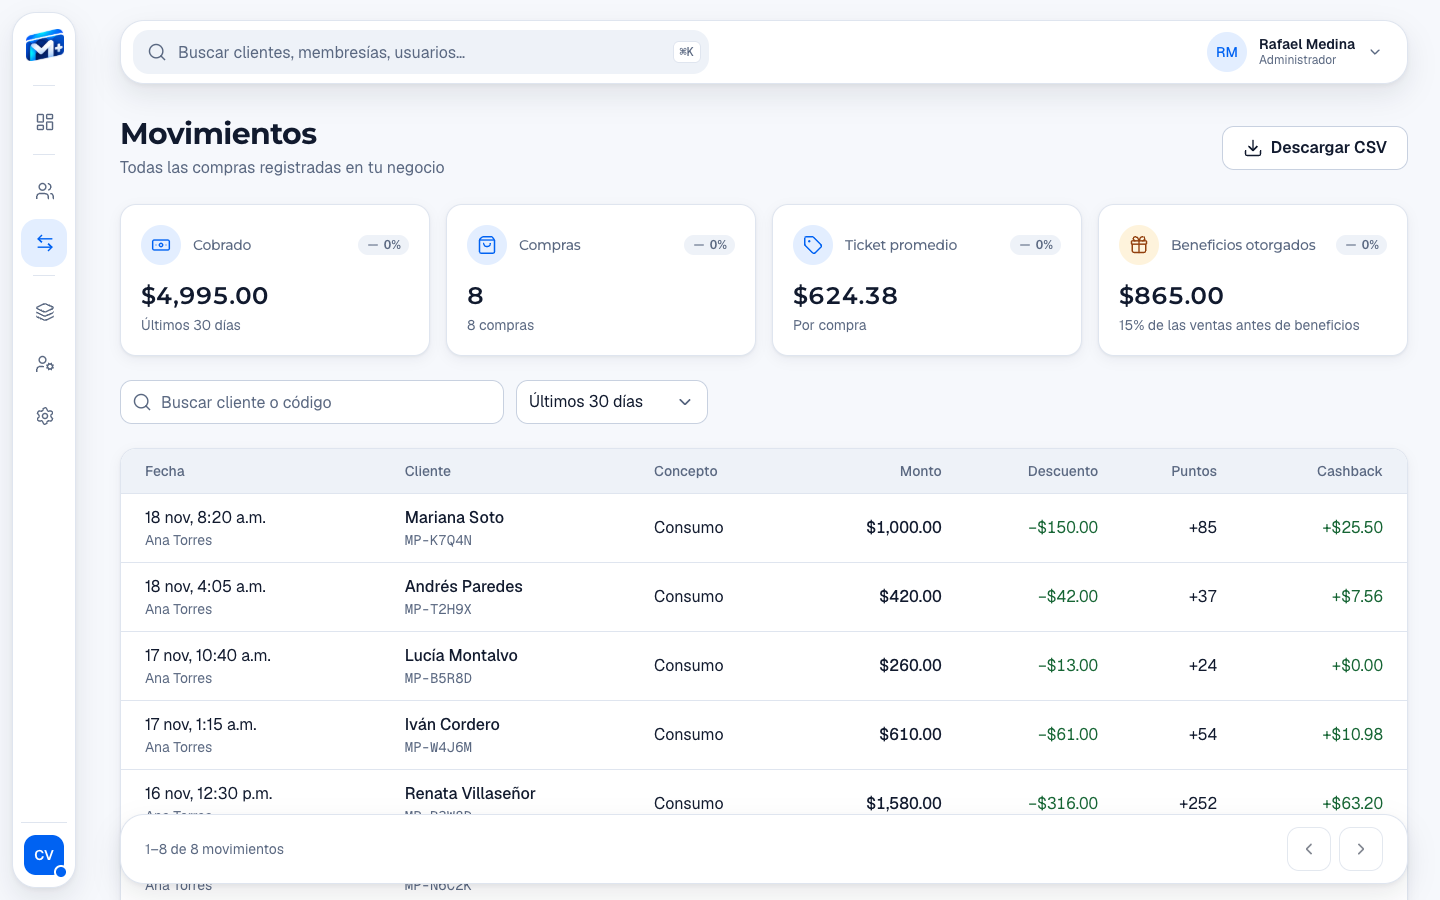 M+
Buscar clientes, membresías, usuarios...
⌘K
RM
Rafael Medina
Administrador
Movimientos
Todas las compras registradas en tu negocio
Descargar CSV
Cobrado
— 0%
$4,995.00
Últimos 30 días
Compras
— 0%
8
8 compras
Ticket promedio
— 0%
$624.38
Por compra
Beneficios otorgados
— 0%
$865.00
15% de las ventas antes de beneficios
Buscar cliente o código
Últimos 30 días
Fecha Cliente Concepto Monto Descuento Puntos Cashback
18 nov, 8:20 a.m. Mariana Soto Consumo $1,000.00 −$150.00 +85 +$25.50
Ana Torres MP-K7Q4N
18 nov, 4:05 a.m. Andrés Paredes Consumo $420.00 −$42.00 +37 +$7.56
Ana Torres MP-T2H9X
17 nov, 10:40 a.m. Lucía Montalvo Consumo $260.00 −$13.00 +24 +$0.00
Ana Torres MP-B5R8D
17 nov, 1:15 a.m. Iván Cordero Consumo $610.00 −$61.00 +54 +$10.98
Ana Torres MP-W4J6M
16 nov, 12:30 p.m. Renata Villaseñor Consumo $1,580.00 −$316.00 +252 +$63.20
1–8 de 8 movimientos
Ana Torres MP-N6C2K
CV